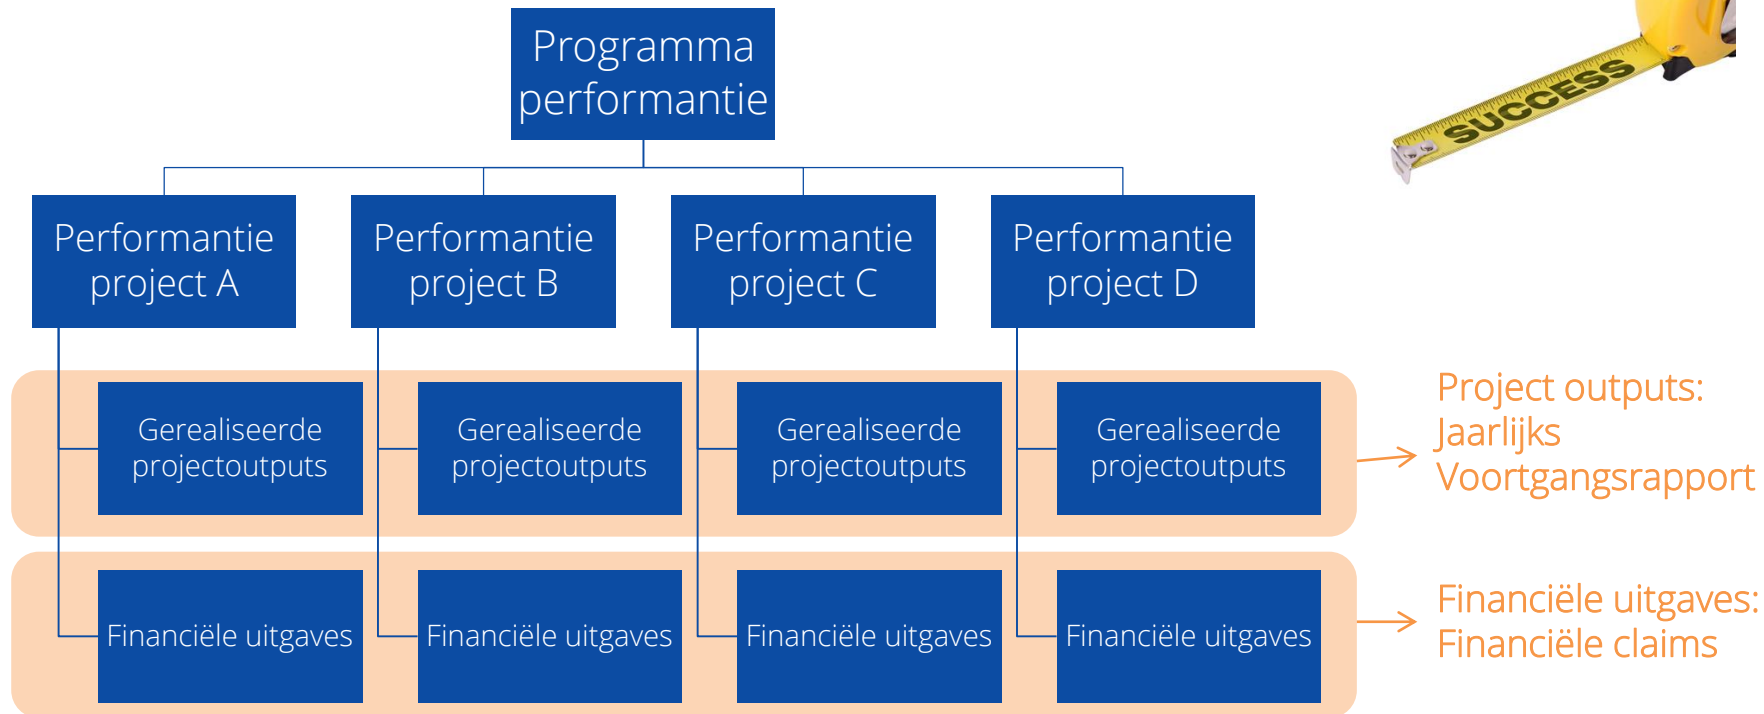 Programma
performantie
SUCCESS
Performantie
project A
Performantie
project B
Performantie
project C
Performantie
project D
Gerealiseerde
projectoutputs
Gerealiseerde
projectoutputs
Gerealiseerde
projectoutputs
Gerealiseerde
projectoutputs
Project outputs:
Jaarlijks
Voortgangsrapport
Financiële uitgaves
Financiële uitgaves
Financiële uitgaves
Financiële uitgaves
Financiële uitgaves:
Financiële claims